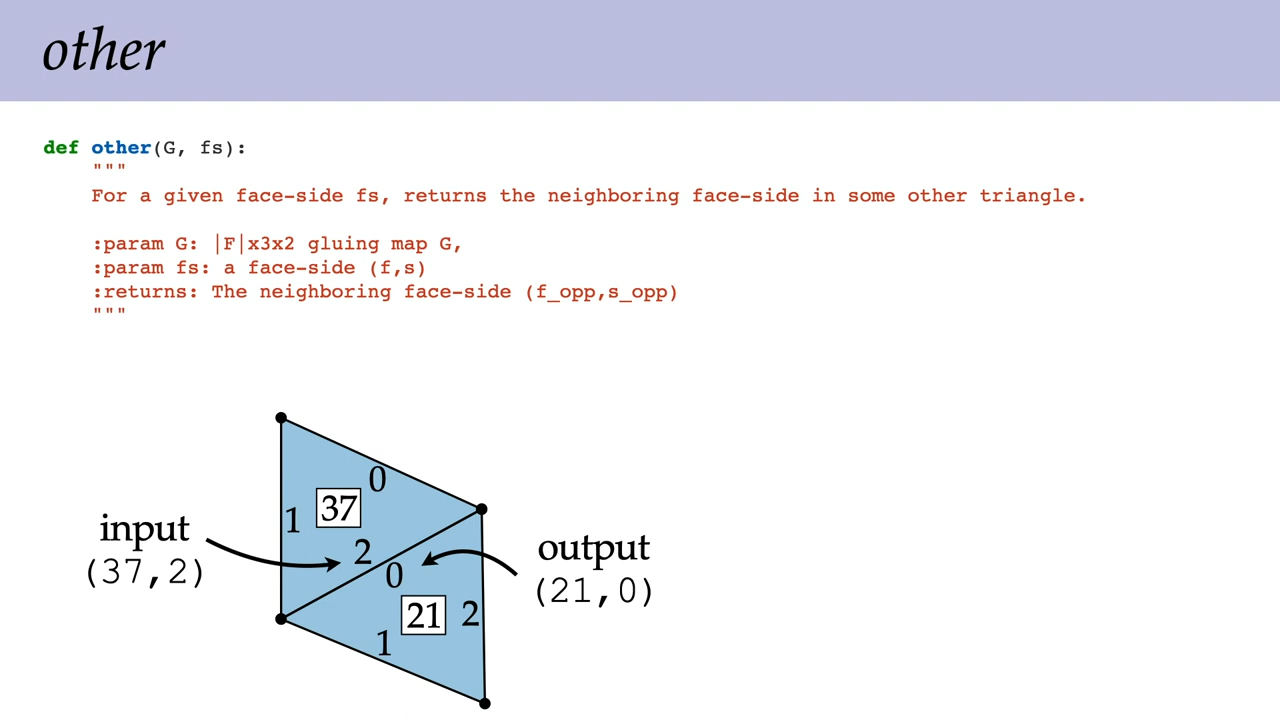 other
def other(G, fs):
"""
For a given face-side fs, returns the neighboring face-side in some other triangle.
:param G: |F|x3x2 gluing map G,
:param fs: a face-side (f,s)
:returns: The neighboring face-side (f_opp,s_opp)
"""
0
37
1
input
(37,2)
2
0
output
(21,0)
21
2
1